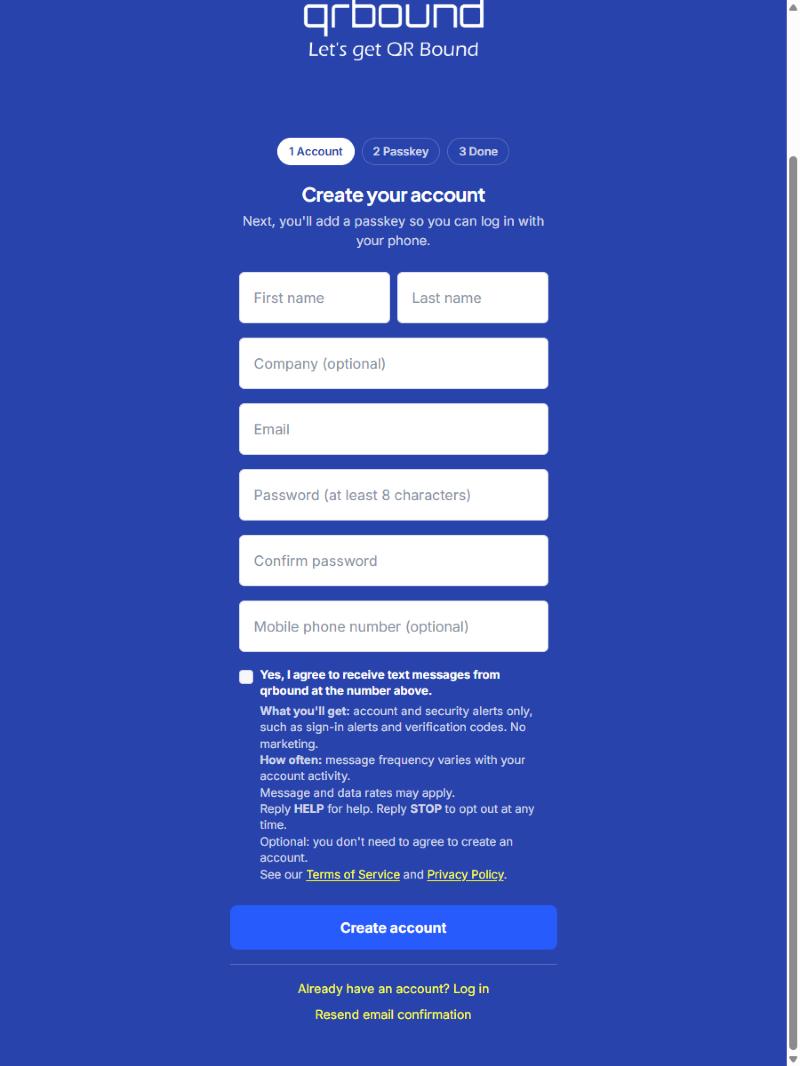 qrbound
Let's get QR Bound
1 Account
2 Passkey
3 Done
Create your account
Next, you'll add a passkey so you can log in with
your phone.
First name
Last name
Company (optional)
Email
Password (at least 8 characters)
Confirm password
Mobile phone number (optional)
Yes, I agree to receive text messages from
qrbound at the number above.
What you'll get: account and security alerts only,
such as sign-in alerts and verification codes. No
marketing.
How often: message frequency varies with your
account activity.
Message and data rates may apply.
Reply HELP for help. Reply STOP to opt out at any
time.
Optional: you don't need to agree to create an
account.
See our Terms of Service and Privacy Policy.
Create account
Already have an account? Log in
Resend email confirmation